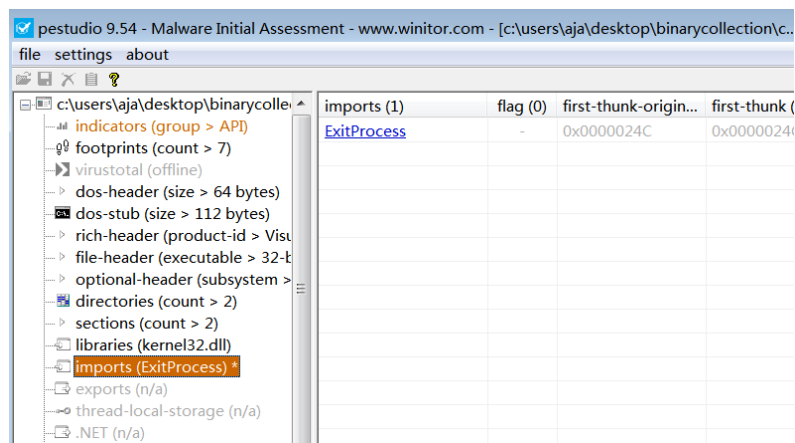 pestudio 9.54 - Malware Initial Assessment - www.winitor.com - [c:\users\aja\desktop\binarycollection\c...
file settings about
c:\users\aja\desktop\binarycolle
indicators (group > API)
footprints (count > 7)
virustotal (offline)
dos-header (size > 64 bytes)
dos-stub (size > 112 bytes)
rich-header (product-id > Visu
file-header (executable > 32-b
optional-header (subsystem >
directories (count > 2)
sections (count > 2)
libraries (kernel32.dll)
imports (ExitProcess) *
exports (n/a)
thread-local-storage (n/a)
.NET (n/a)
imports (1) flag (0) first-thunk-origin... first-thunk (
ExitProcess - 0x0000024C 0x0000024